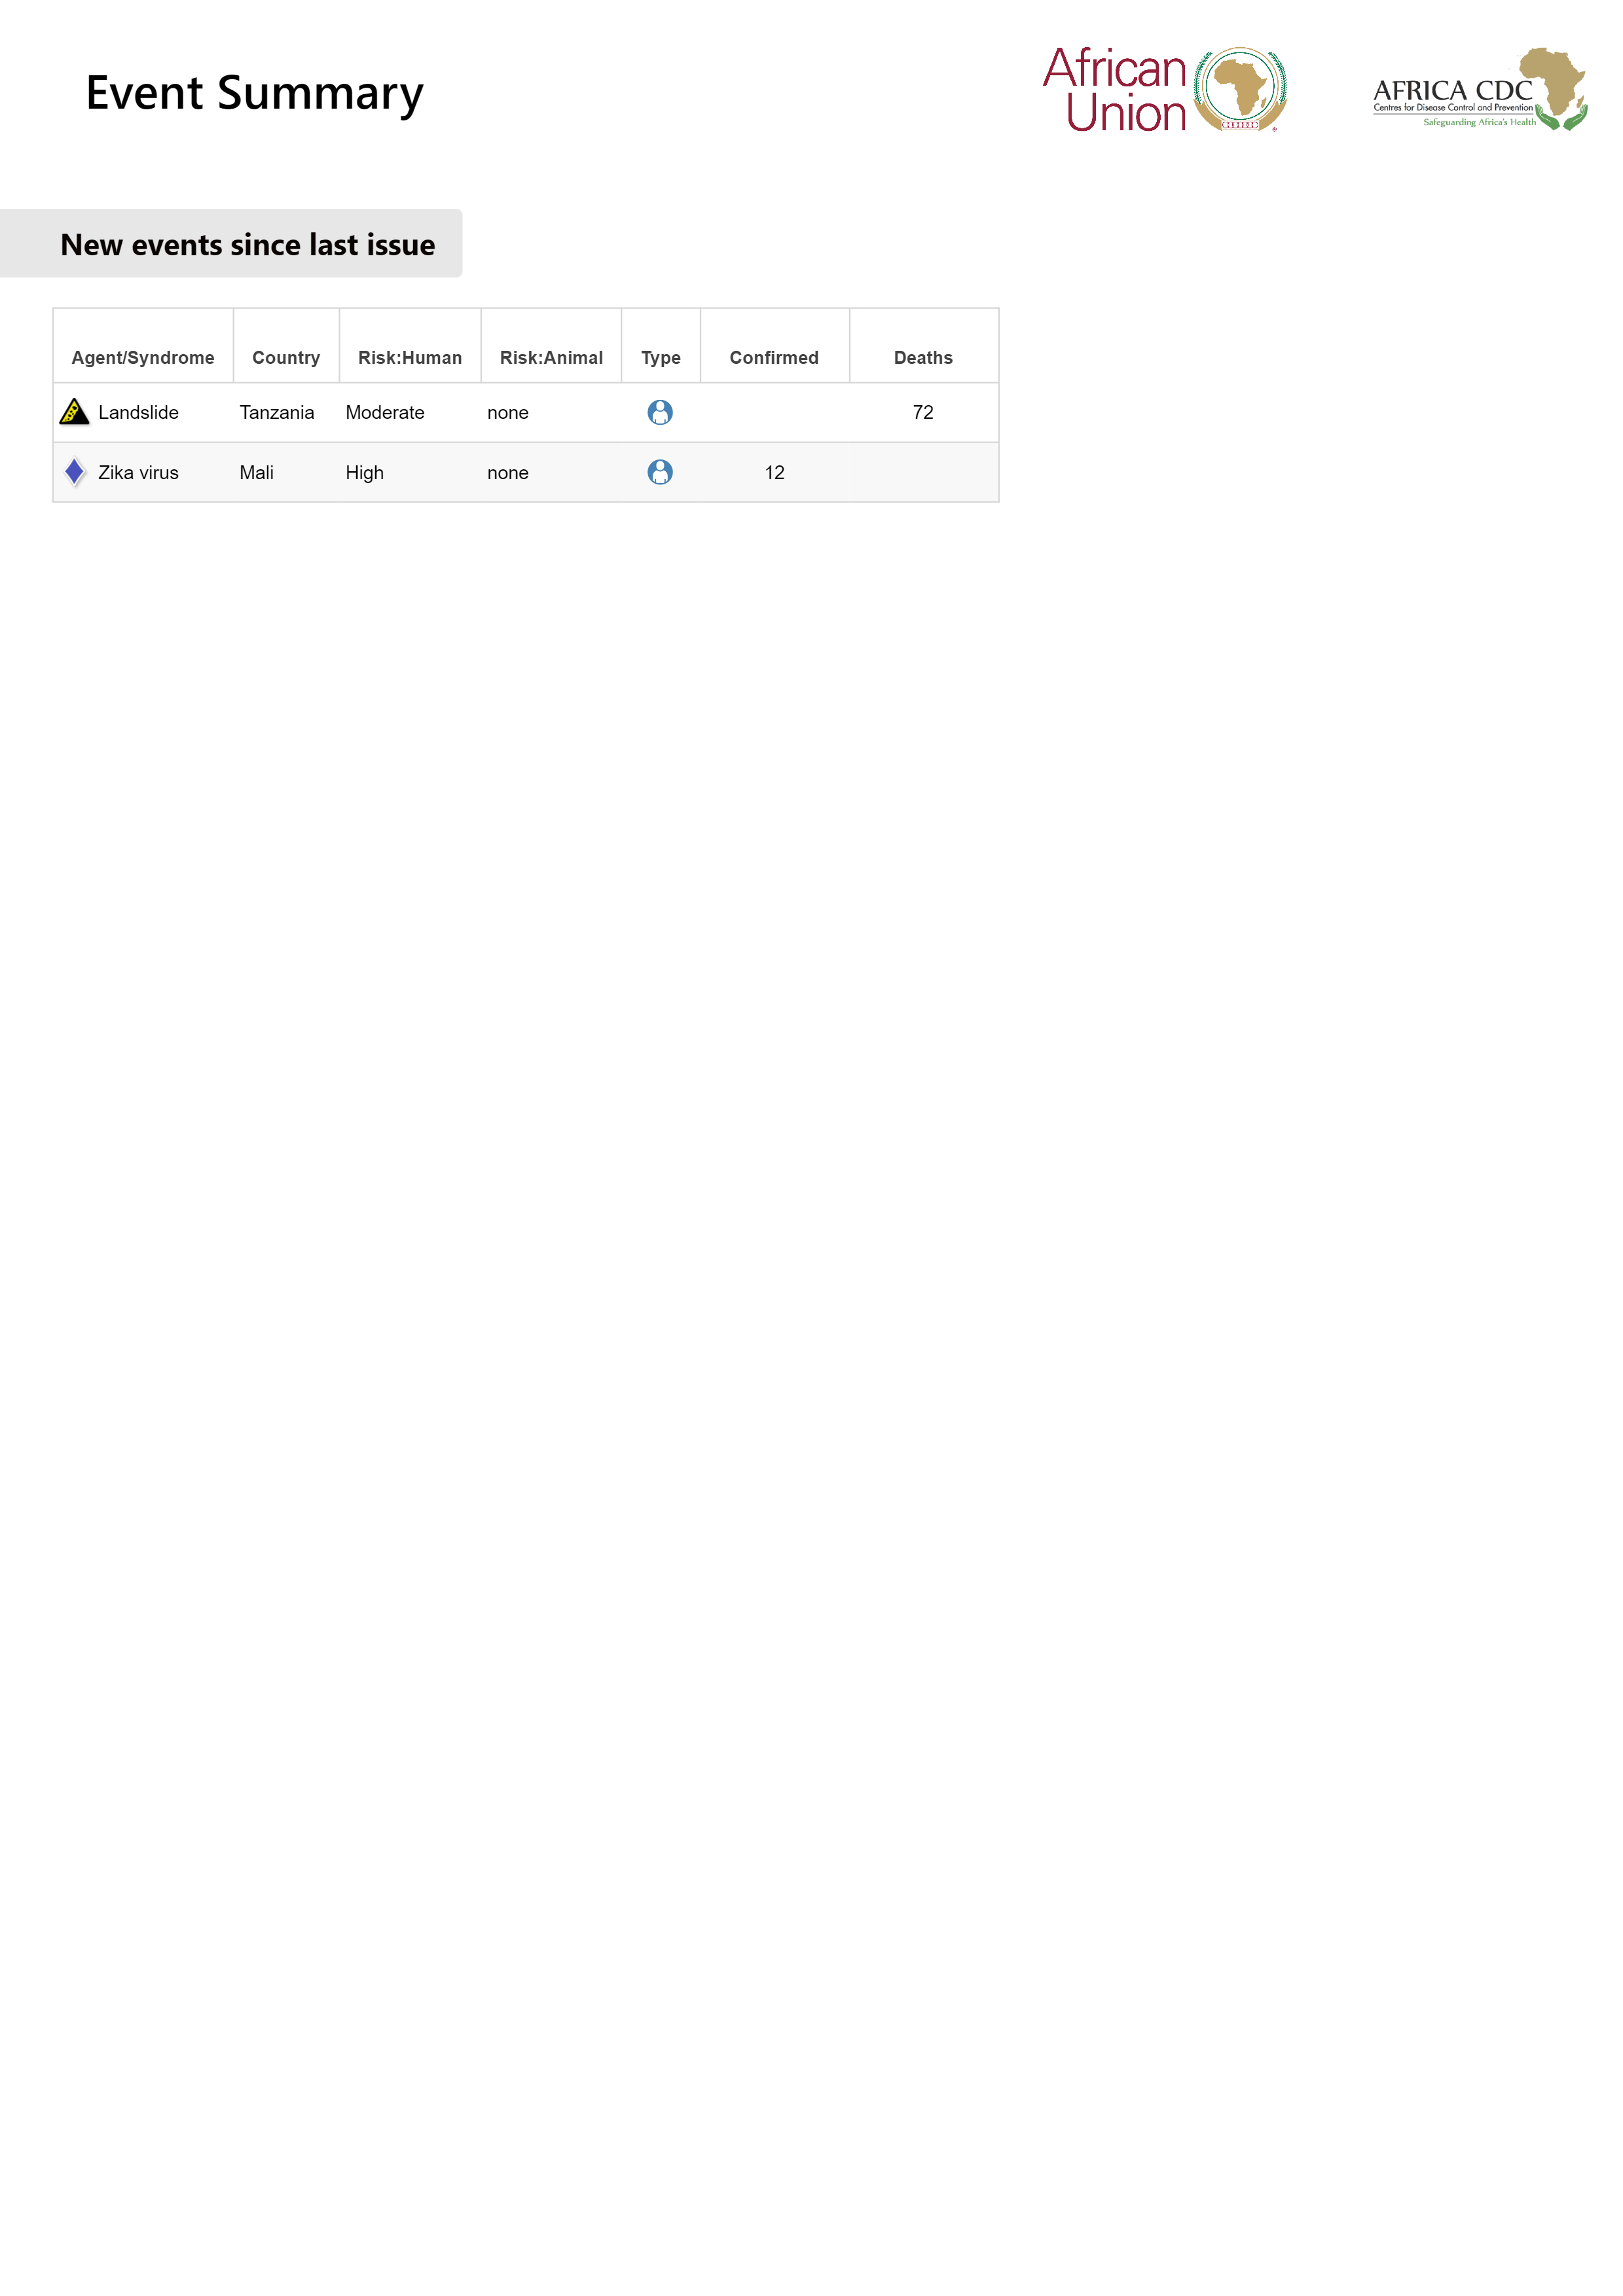 Event Summary
African
Union
AFRICA CDC
Centres for Disease Control and Prevention
Safeguarding Africa's Health
New events since last issue
Agent/Syndrome Country Risk:Human Risk:Animal Type Confirmed Deaths
Landslide Tanzania Moderate none 72
Zika virus Mali High none 12